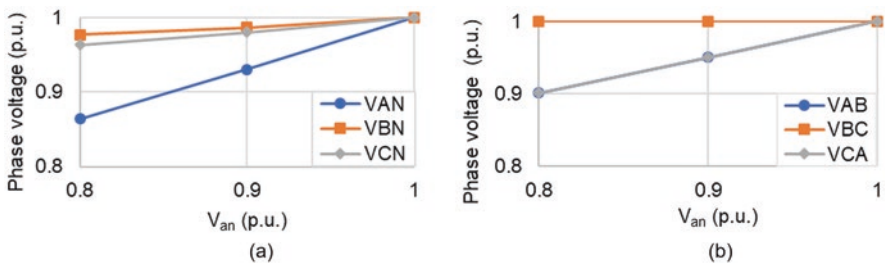 Phase voltage (p.u.)
1
0.9
0.8
VAN
VBN
VCN
0.8
0.9
1
Van (p.u.)
(a)
Phase voltage (p.u.)
1
0.9
0.8
VAB
VBC
VCA
0.8
0.9
1
Van (p.u.)
(b)